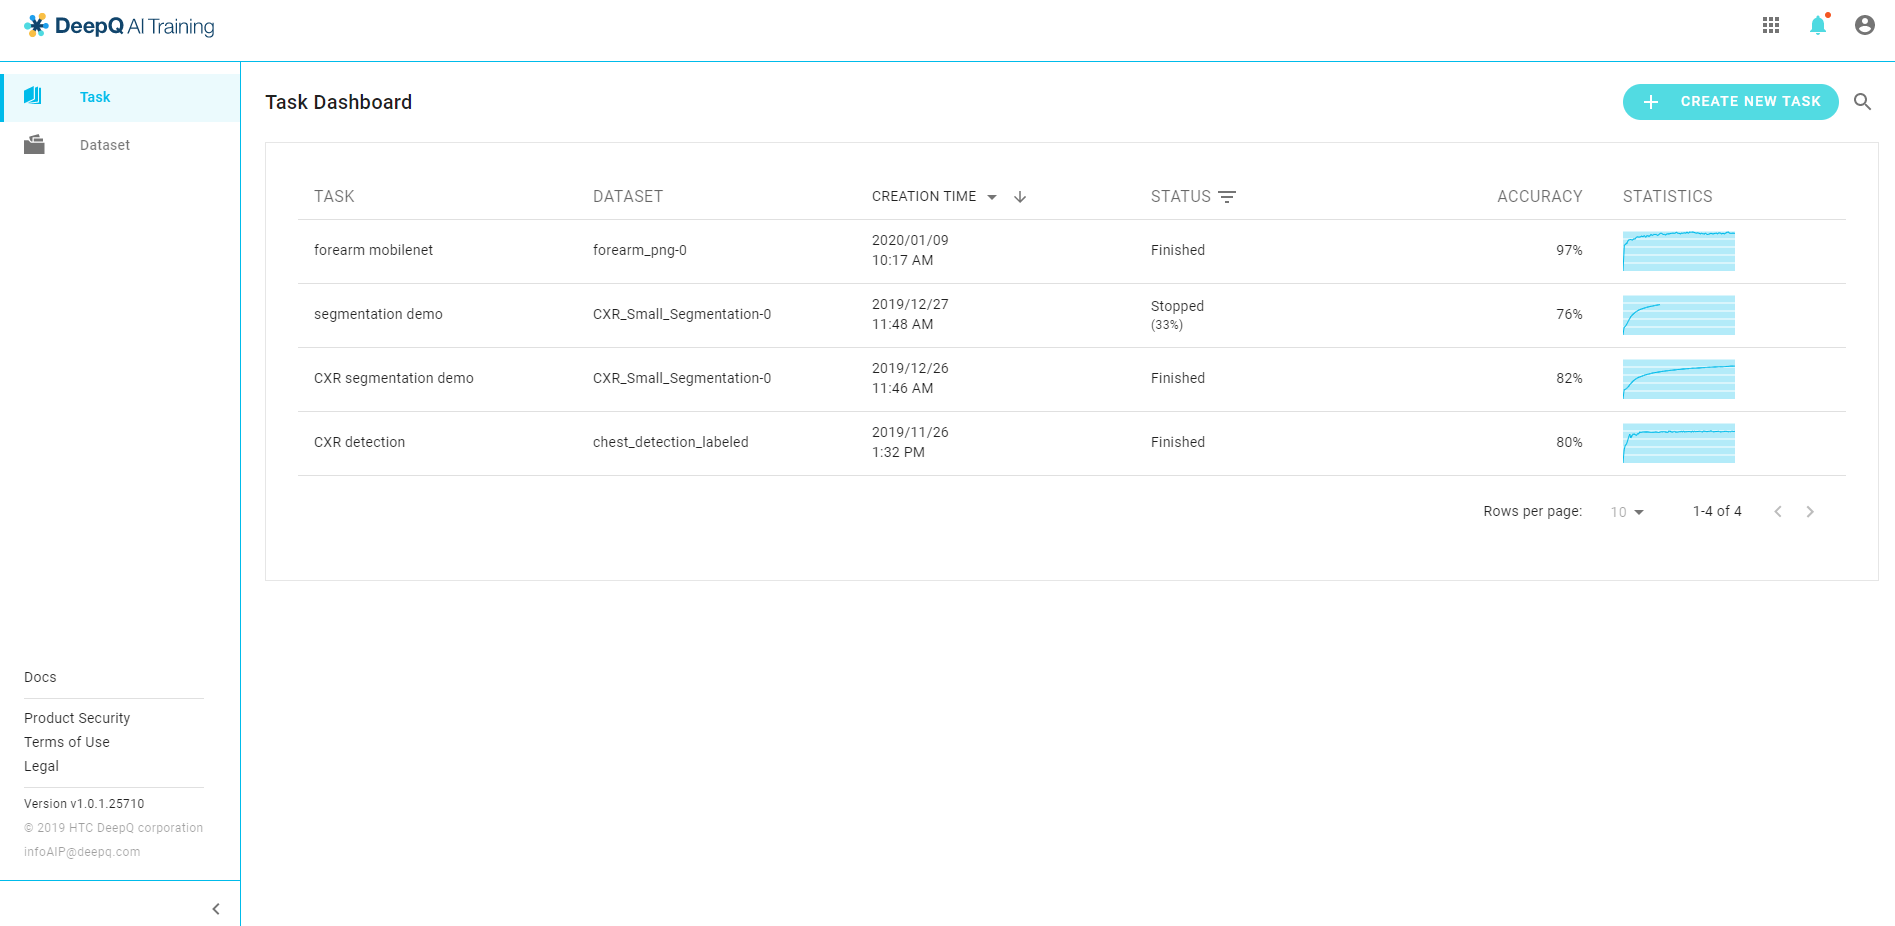 DeepQ AI Training
Task
Dataset
Task Dashboard
CREATE NEW TASK
TASK DATASET CREATION TIME STATUS ACCURACY STATISTICS
forearm mobilenet forearm_png-0 2020/01/09 Finished 97%
10:17 AM
segmentation demo CXR_Small_Segmentation-0 2019/12/27 Stopped 76%
11:48 AM (33%)
CXR segmentation demo CXR_Small_Segmentation-0 2019/12/26 Finished 82%
11:46 AM
CXR detection chest_detection_labeled 2019/11/26 Finished 80%
1:32 PM
Rows per page: 10 1-4 of 4
Docs
Product Security
Terms of Use
Legal
Version v1.0.1.25710
© 2019 HTC DeepQ corporation
infoAIP@deepq.com